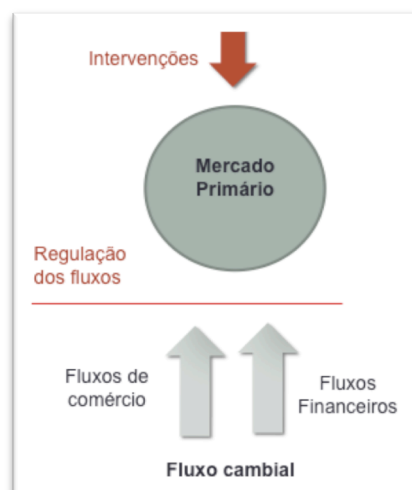 Intervenções
Mercado
Primário
Regulação
dos fluxos
Fluxos de
comércio
Fluxos
Financeiros
Fluxo cambial